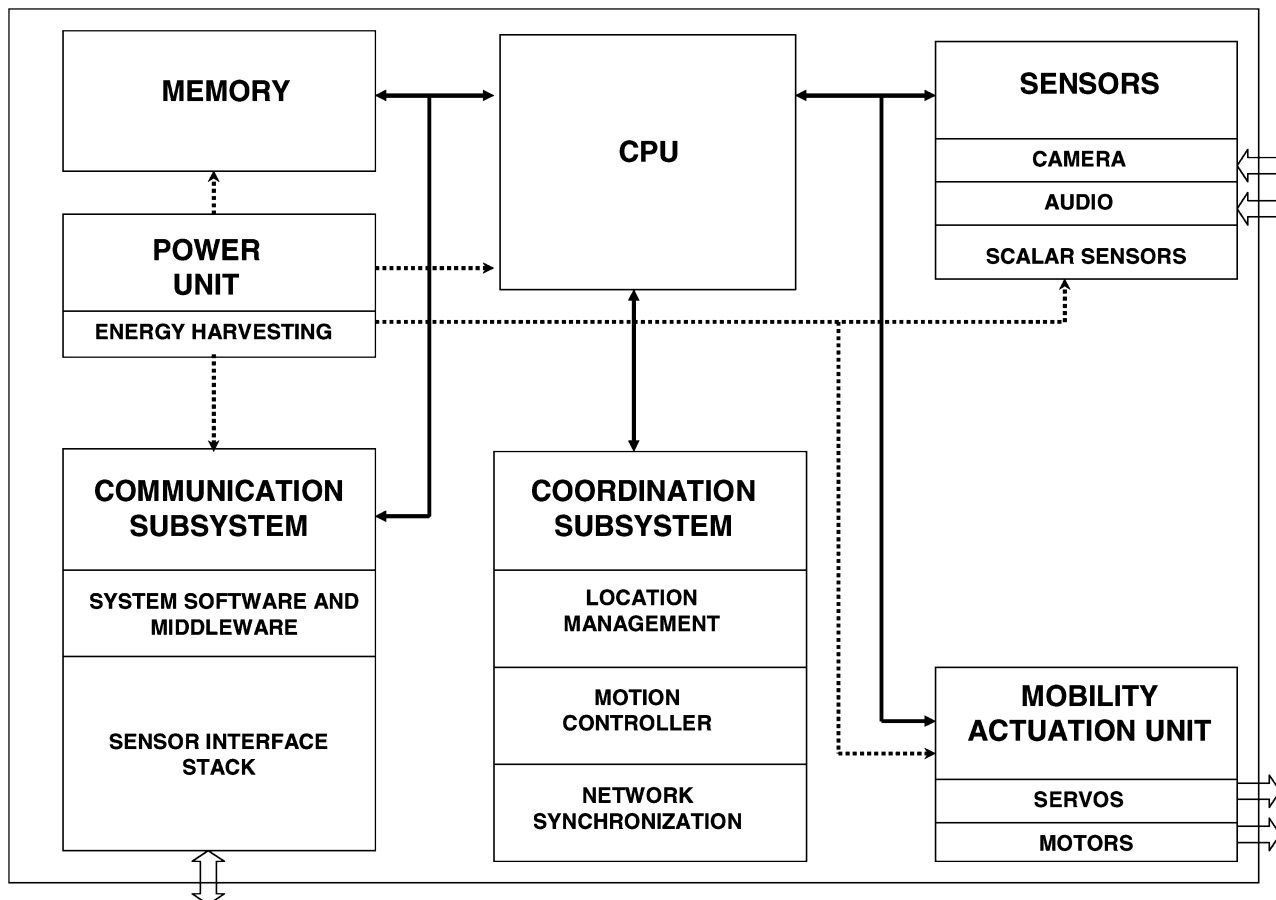 MEMORY
CPU
SENSORS
CAMERA
AUDIO
SCALAR SENSORS
POWER
UNIT
ENERGY HARVESTING
COMMUNICATION
SUBSYSTEM
SYSTEM SOFTWARE AND
MIDDLEWARE
SENSOR INTERFACE
STACK
COORDINATION
SUBSYSTEM
LOCATION
MANAGEMENT
MOTION
CONTROLLER
NETWORK
SYNCHRONIZATION
MOBILITY
ACTUATION UNIT
SERVOS
MOTORS